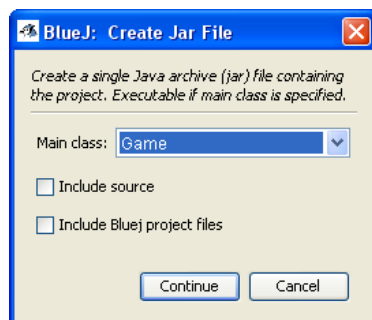 BlueJ: Create Jar File
Create a single Java archive (jar) file containing
the project. Executable if main class is specified.
Main class: Game
Include source
Include Bluej project files
Continue Cancel